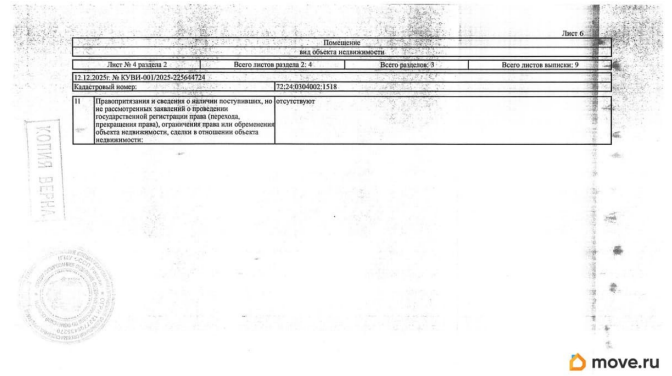 Лист 6
Помещение
вид объекта недвижимости
Лист № 4 раздела 2 Всего листов раздела 2: 4 Всего разделов: 3 Всего листов выписки: 9
12.12.2025г. № КУВИ-001/2025-225644724
Кадастровый номер: 72:24:0304002:1518
11 Правопритязания и сведения о наличии поступивших, но отсутствуют
не рассмотренных заявлений о проведении
государственной регистрации права (перехода,
прекращения права), ограничения права или обременения
объекта недвижимости, сделки в отношении объекта
недвижимости:
КОПИЯ ВЕРНА
move.ru